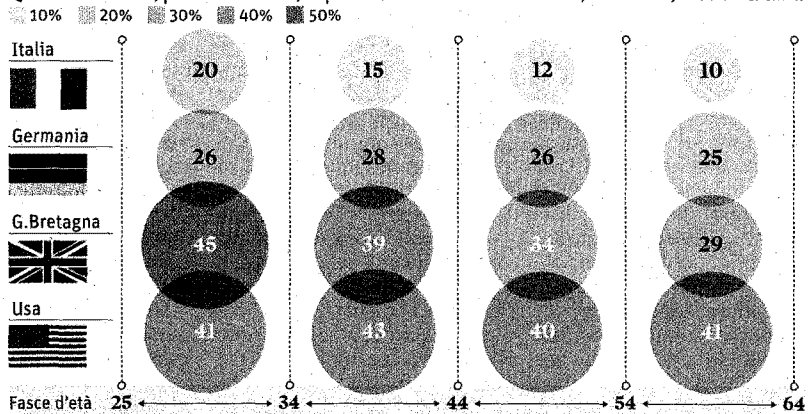 10% 20% 30% 40% 50%
Italia
20 15 12 10
Germania
26 28 26 25
G.Bretagna
45 39 34 29
Usa
41 43 40 41
Fasce d'età 25 34 44 54 64